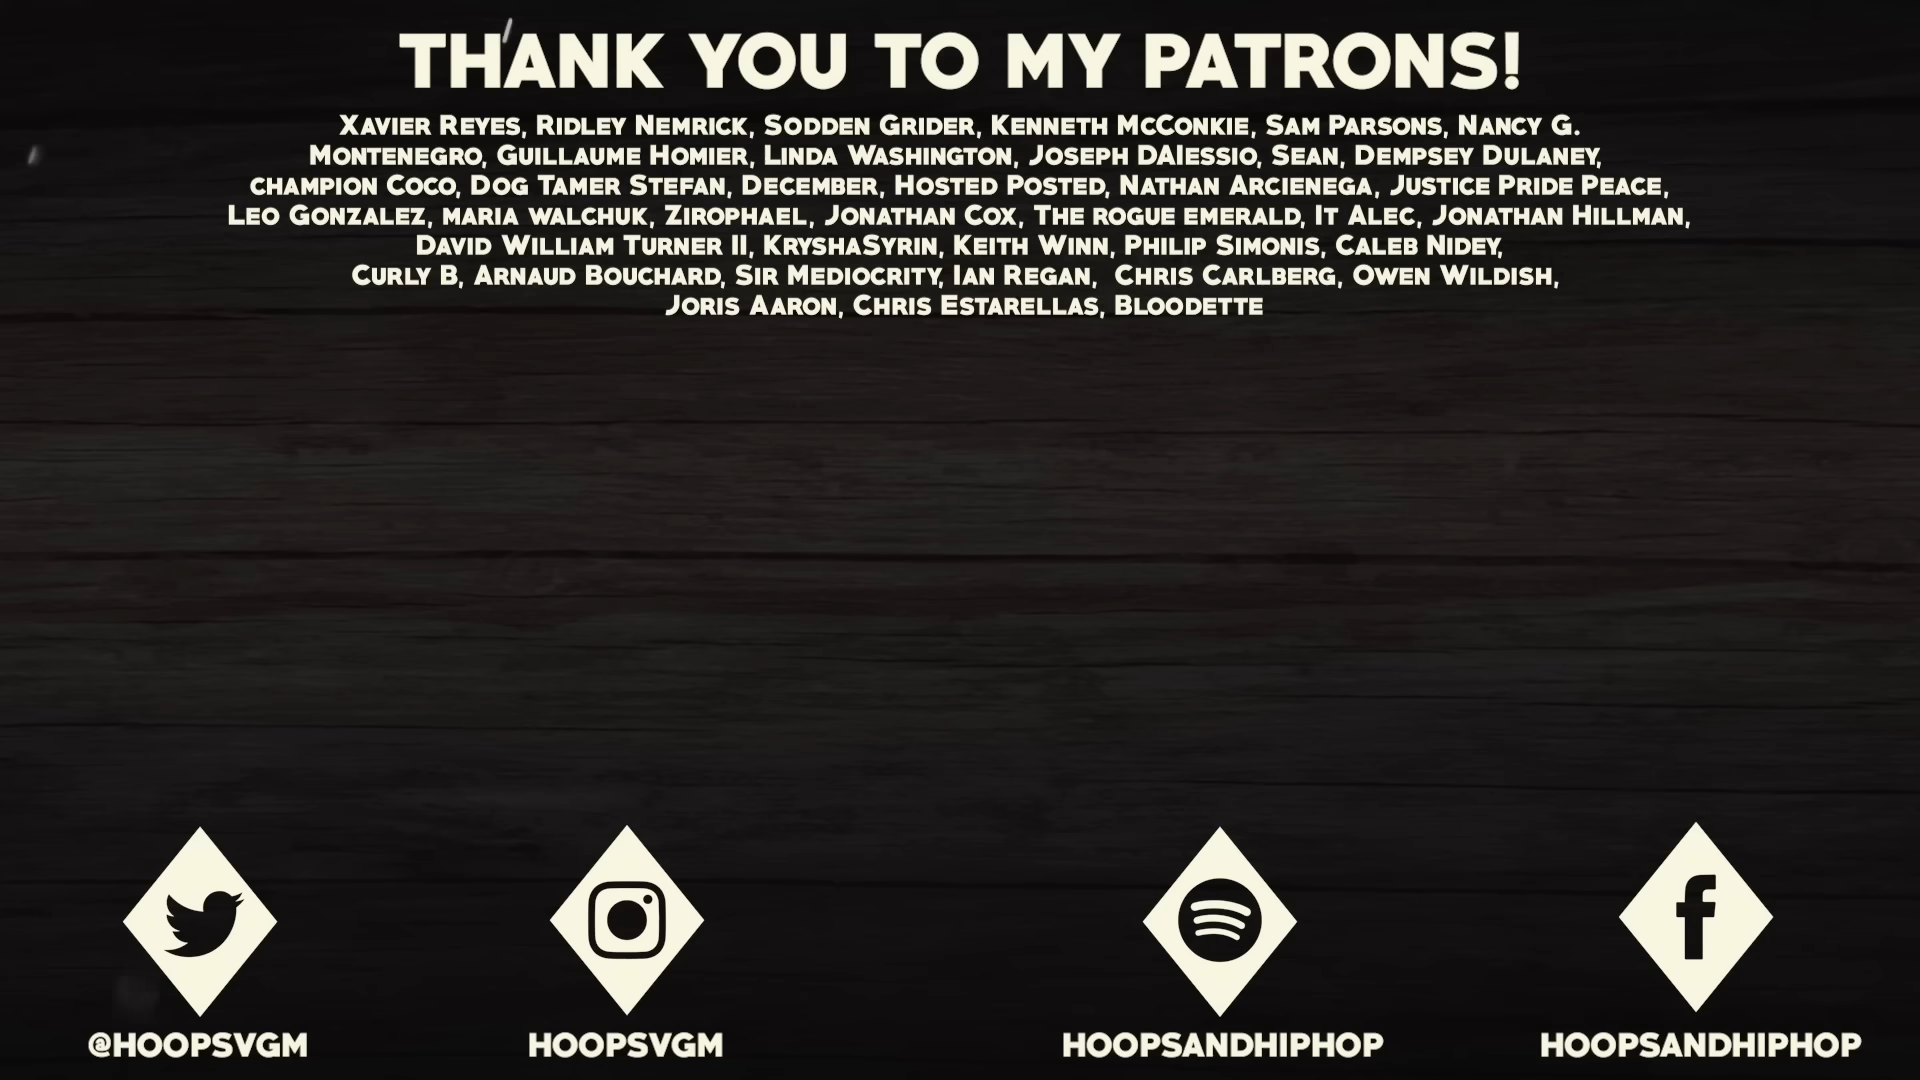 THANK YOU TO MY PATRONS!
Xavier Reyes, Ridley Nemrick, Sodden Grider, Kenneth McConkie, Sam Parsons, Nancy G.
Montenegro, Guillaume Homier, Linda Washington, Joseph DAlessio, Sean, Dempsey Dulaney,
champion Coco, Dog Tamer Stefan, December, Hosted Posted, Nathan Arcienega, Justice Pride Peace,
Leo Gonzalez, maria walchuk, Zirophael, Jonathan Cox, The rogue emerald, It Alec, Jonathan Hillman,
David William Turner II, KryshaSyrin, Keith Winn, Philip Simonis, Caleb Nidey,
Curly B, Arnaud Bouchard, Sir Mediocrity, Ian Regan, Chris Carlberg, Owen Wildish,
Joris Aaron, Chris Estarellas, Bloodette
@HOOPSVGM HOOPSVGM HOOPSANDHIPHOP HOOPSANDHIPHOP